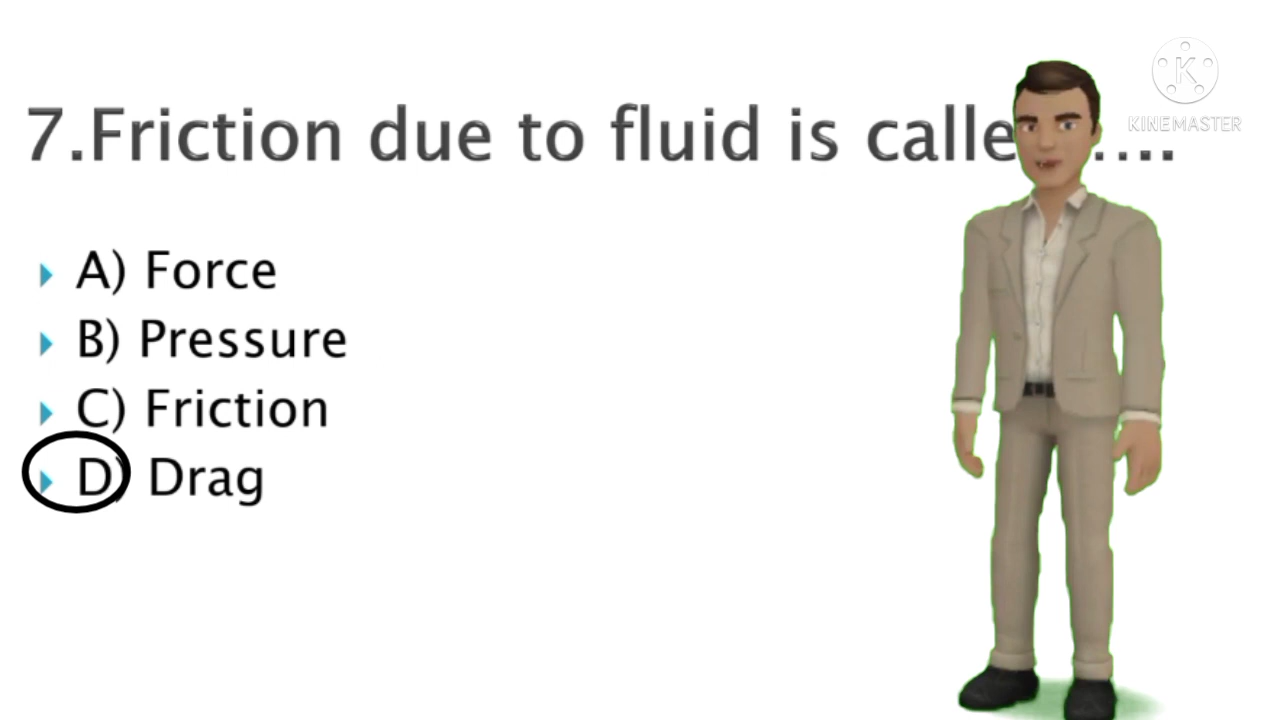 7.Friction due to fluid is calle ....
A) Force
B) Pressure
C) Friction
D) Drag
KINEMASTER